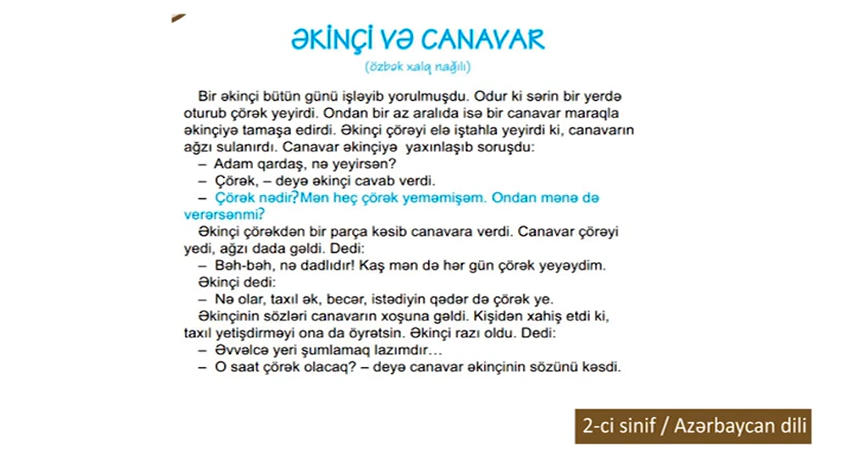 ƏKİNÇİ VƏ CANAVAR
(özbək xalq nağılı)
Bir əkinçi bütün günü işləyib yorulmuşdu. Odur ki sərin bir yerdə
oturub çörək yeyirdi. Ondan bir az aralıda isə bir canavar maraqla
əkinçiyə tamaşa edirdi. Əkinçi çörəyi elə iştahla yeyirdi ki, canavarın
ağzı sulanırdı. Canavar əkinçiyə yaxınlaşıb soruşdu:
– Adam qardaş, nə yeyirsən?
– Çörək, – deyə əkinçi cavab verdi.
– Çörək nədir? Mən heç çörək yeməmişəm. Ondan mənə də
verərsənmi?
Əkinçi çörəkdən bir parça kəsib canavara verdi. Canavar çörəyi
yedi, ağzı dada gəldi. Dedi:
– Bəh-bəh, nə dadlıdır! Kaş mən də hər gün çörək yeyəydim.
Əkinçi dedi:
– Nə olar, taxıl ək, becər, istədiyin qədər də çörək ye.
Əkinçinin sözləri canavarın xoşuna gəldi. Kişidən xahiş etdi ki,
taxıl yetişdirməyi ona da öyrətsin. Əkinçi razı oldu. Dedi:
– Əvvəlcə yeri şumlamaq lazımdır...
– O saat çörək olacaq? – deyə canavar əkinçinin sözünü kəsdi.
2-ci sinif / Azərbaycan dili